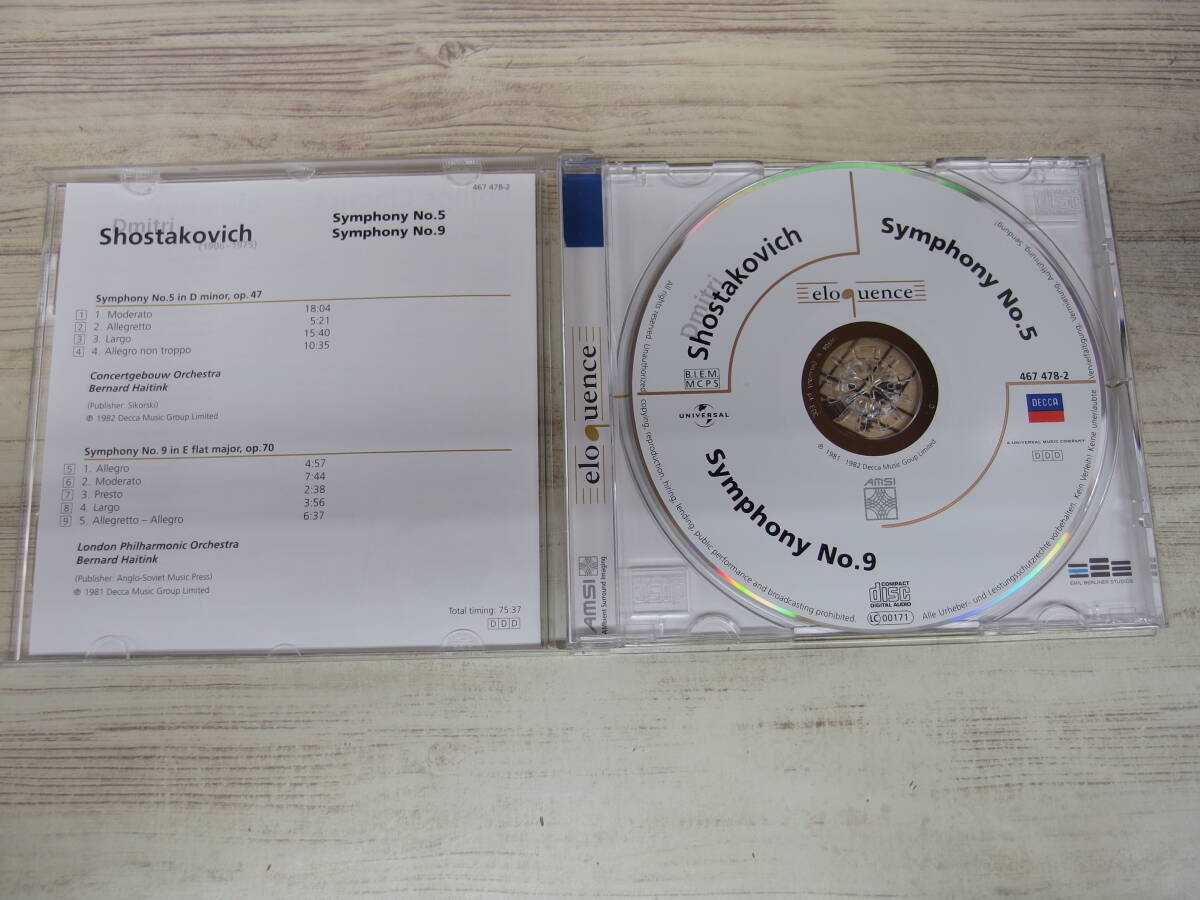 467 478-2
Dmitri
Shostakovich
(1906 - 1975)
Symphony No.5
Symphony No.9
Symphony No.5 in D minor, op. 47
1 1. Moderato 18:04
2 2. Allegretto 5:21
3 3. Largo 15:40
4 4. Allegro non troppo 10:35
Concertgebouw Orchestra
Bernard Haitink
(Publisher: Sikorski)
℗ 1982 Decca Music Group Limited
Symphony No. 9 in E flat major, op.70
5 1. Allegro 4:57
6 2. Moderato 7:44
7 3. Presto 2:38
8 4. Largo 3:56
9 5. Allegretto – Allegro 6:37
London Philharmonic Orchestra
Bernard Haitink
(Publisher: Anglo-Soviet Music Press)
℗ 1981 Decca Music Group Limited
Total timing: 75:37
DDD
eloquence
AMSI
AMbient Surround Imaging
Dmitri
Shostakovich
Symphony No.5
eloquence
B.I.E.M.
MCPS
UNIVERSAL
467 478-2
DECCA
A UNIVERSAL MUSIC COMPANY
DDD
℗ 1981 - 1982 Decca Music Group Limited
AMSI
Symphony No.9
COMPACT
disc
DIGITAL AUDIO
LC 00171
All rights reserved. Unauthorized copying, reproduction, hiring, lending, public performance and broadcasting prohibited.
Alle Urheber- und Leistungsschutzrechte vorbehalten. Kein Verleih! Keine unerlaubte Vervielfältigung, Vermietung, Aufführung, Sendung!
EMIL BERLINER STUDIOS